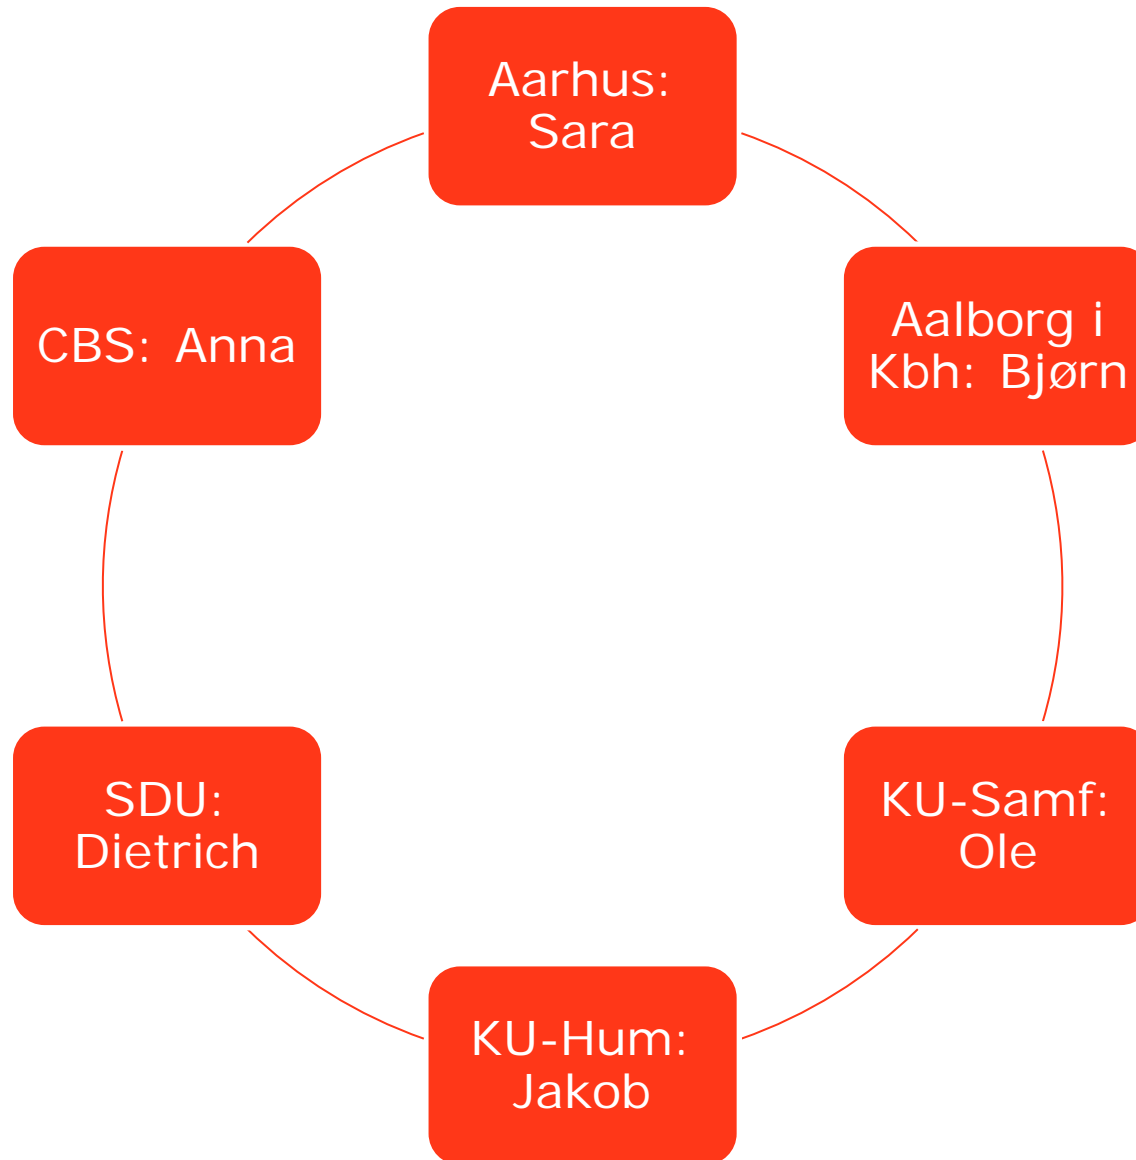 Aarhus:
Sara
Aalborg i
Kbh: Bjørn
KU-Samf:
Ole
KU-Hum:
Jakob
SDU:
Dietrich
CBS: Anna